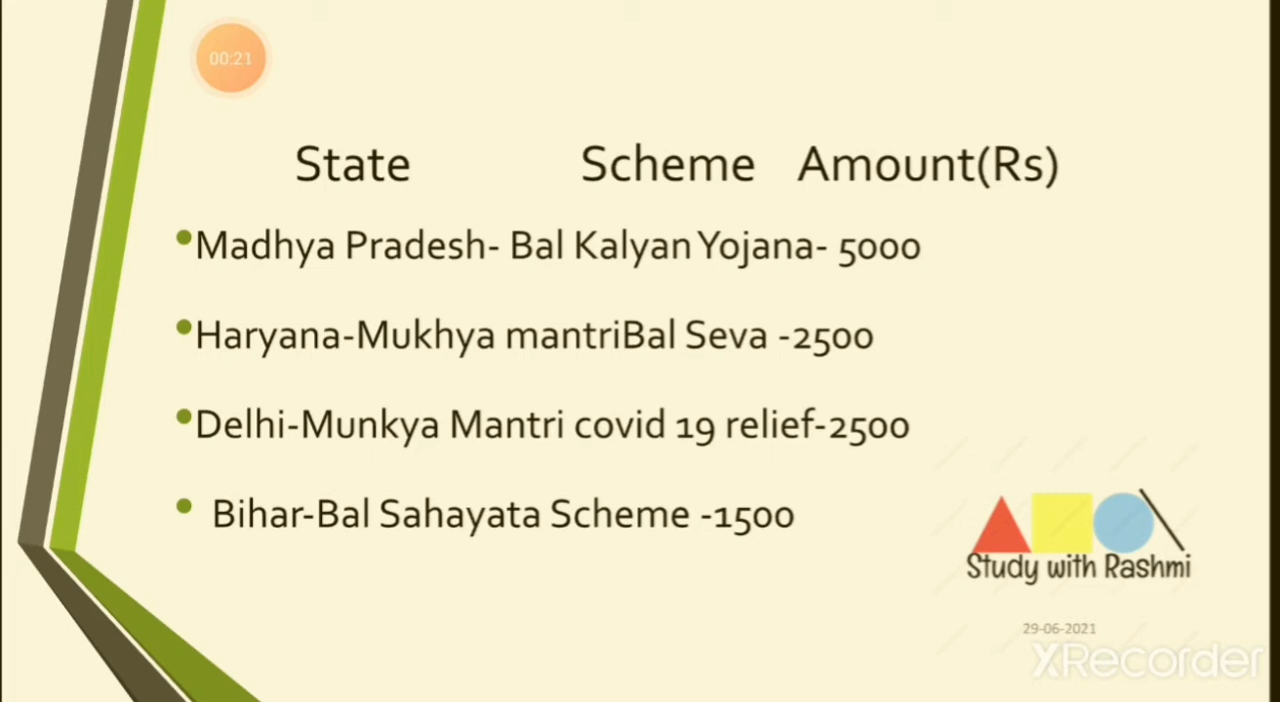 00:21
State Scheme Amount(Rs)
•Madhya Pradesh- Bal Kalyan Yojana- 5000
•Haryana-Mukhya mantriBal Seva -2500
•Delhi-Munkya Mantri covid 19 relief-2500
• Bihar-Bal Sahayata Scheme -1500
Study with Rashmi
29-06-2021
XRecorder